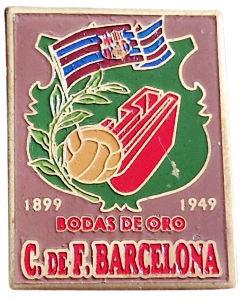 1899 1949
BODAS DE ORO
C. DE F. BARCELONA